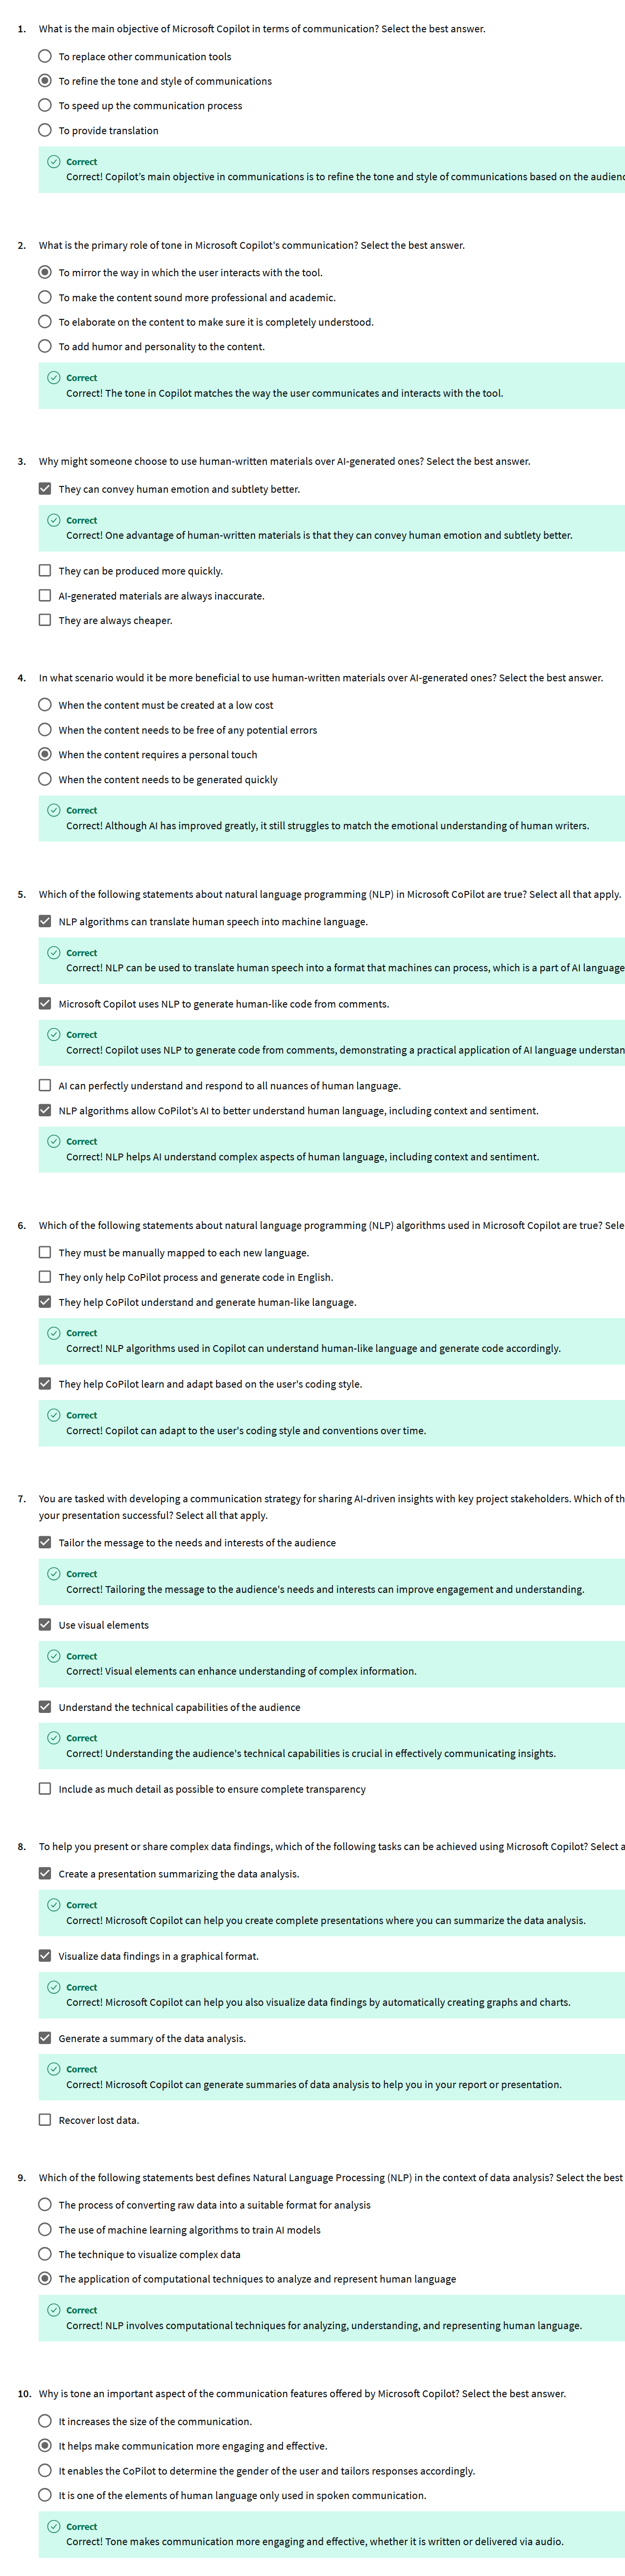 1. What is the main objective of Microsoft Copilot in terms of communication? Select the best answer.
To replace other communication tools
To refine the tone and style of communications
To speed up the communication process
To provide translation
Correct
Correct! Copilot's main objective in communications is to refine the tone and style of communications based on the
2. What is the primary role of tone in Microsoft Copilot's communication? Select the best answer.
To mirror the way in which the user interacts with the tool.
To make the content sound more professional and academic.
To elaborate on the content to make sure it is completely understood.
To add humor and personality to the content.
Correct
Correct! The tone in Copilot matches the way the user communicates and interacts with the tool.
3. Why might someone choose to use human-written materials over AI-generated ones? Select the best answer.
They can convey human emotion and subtlety better.
Correct
Correct! One advantage of human-written materials is that they can convey human emotion and subtlety better.
They can be produced more quickly.
AI-generated materials are always inaccurate.
They are always cheaper.
4. In what scenario would it be more beneficial to use human-written materials over AI-generated ones? Select the best answer.
When the content must be created at a low cost
When the content needs to be free of any potential errors
When the content requires a personal touch
When the content needs to be generated quickly
Correct
Correct! Although AI has improved greatly, it still struggles to match the emotional understanding of human writers.
5. Which of the following statements about natural language programming (NLP) in Microsoft CoPilot are true? Select all that apply.
NLP algorithms can translate human speech into machine language.
Correct
Correct! NLP can be used to translate human speech into a format that machines can process, which is a part of AI language
Microsoft Copilot uses NLP to generate human-like code from comments.
Correct
Correct! Copilot uses NLP to generate code from comments, demonstrating a practical application of AI language understan
AI can perfectly understand and respond to all nuances of human language.
NLP algorithms allow CoPilot's AI to better understand human language, including context and sentiment.
Correct
Correct! NLP helps AI understand complex aspects of human language, including context and sentiment.
6. Which of the following statements about natural language programming (NLP) algorithms used in Microsoft Copilot are true? Sele
They must be manually mapped to each new language.
They only help CoPilot process and generate code in English.
They help CoPilot understand and generate human-like language.
Correct
Correct! NLP algorithms used in Copilot can understand human-like language and generate code accordingly.
They help CoPilot learn and adapt based on the user's coding style.
Correct
Correct! Copilot can adapt to the user's coding style and conventions over time.
7. You are tasked with developing a communication strategy for sharing AI-driven insights with key project stakeholders. Which of th
your presentation successful? Select all that apply.
Tailor the message to the needs and interests of the audience
Correct
Correct! Tailoring the message to the audience's needs and interests can improve engagement and understanding.
Use visual elements
Correct
Correct! Visual elements can enhance understanding of complex information.
Understand the technical capabilities of the audience
Correct
Correct! Understanding the audience's technical capabilities is crucial in effectively communicating insights.
Include as much detail as possible to ensure complete transparency
8. To help you present or share complex data findings, which of the following tasks can be achieved using Microsoft Copilot? Select a
Create a presentation summarizing the data analysis.
Correct
Correct! Microsoft Copilot can help you create complete presentations where you can summarize the data analysis.
Visualize data findings in a graphical format.
Correct
Correct! Microsoft Copilot can help you also visualize data findings by automatically creating graphs and charts.
Generate a summary of the data analysis.
Correct
Correct! Microsoft Copilot can generate summaries of data analysis to help you in your report or presentation.
Recover lost data.
9. Which of the following statements best defines Natural Language Processing (NLP) in the context of data analysis? Select the best
The process of converting raw data into a suitable format for analysis
The use of machine learning algorithms to train AI models
The technique to visualize complex data
The application of computational techniques to analyze and represent human language
Correct
Correct! NLP involves computational techniques for analyzing, understanding, and representing human language.
10. Why is tone an important aspect of the communication features offered by Microsoft Copilot? Select the best answer.
It increases the size of the communication.
It helps make communication more engaging and effective.
It enables the CoPilot to determine the gender of the user and tailors responses accordingly.
It is one of the elements of human language only used in spoken communication.
Correct
Correct! Tone makes communication more engaging and effective, whether it is written or delivered via audio.